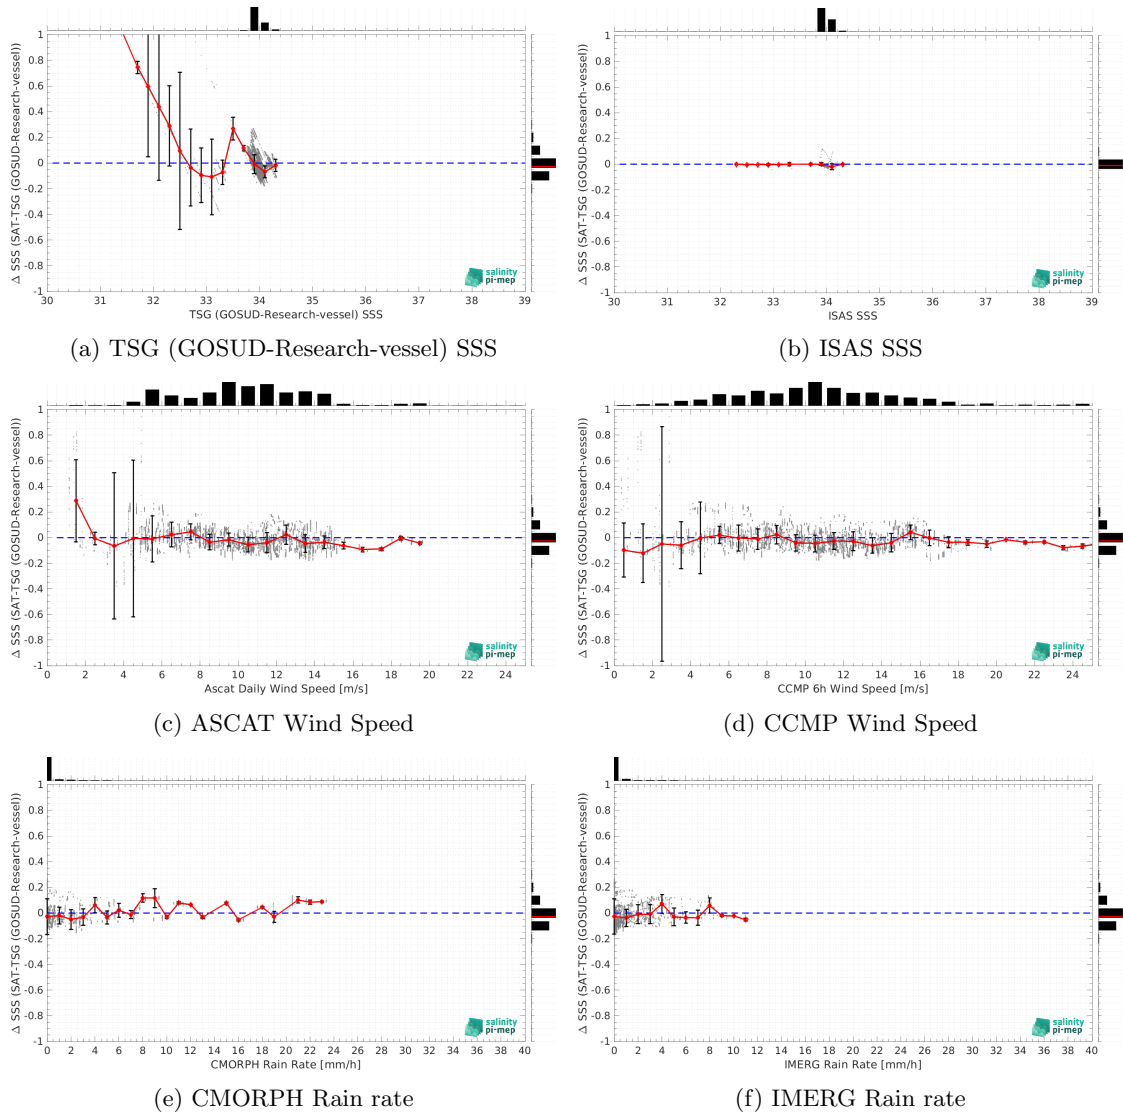 Δ SSS (SAT-TSG (GOSUD-Research-vessel))
1
0.8
0.6
0.4
0.2
0
-0.2
-0.4
-0.6
-0.8
-1
30 31 32 33 34 35 36 37 38 39
TSG (GOSUD-Research-vessel) SSS
salinity
pi-mep
(a) TSG (GOSUD-Research-vessel) SSS
Δ SSS (SAT-TSG (GOSUD-Research-vessel))
1
0.8
0.6
0.4
0.2
0
-0.2
-0.4
-0.6
-0.8
-1
30 31 32 33 34 35 36 37 38 39
ISAS SSS
salinity
pi-mep
(b) ISAS SSS
Δ SSS (SAT-TSG (GOSUD-Research-vessel))
1
0.8
0.6
0.4
0.2
0
-0.2
-0.4
-0.6
-0.8
-1
0 2 4 6 8 10 12 14 16 18 20 22 24
Ascat Daily Wind Speed [m/s]
salinity
pi-mep
(c) ASCAT Wind Speed
Δ SSS (SAT-TSG (GOSUD-Research-vessel))
1
0.8
0.6
0.4
0.2
0
-0.2
-0.4
-0.6
-0.8
-1
0 2 4 6 8 10 12 14 16 18 20 22 24
CCMP 6h Wind Speed [m/s]
salinity
pi-mep
(d) CCMP Wind Speed
Δ SSS (SAT-TSG (GOSUD-Research-vessel))
1
0.8
0.6
0.4
0.2
0
-0.2
-0.4
-0.6
-0.8
-1
0 2 4 6 8 10 12 14 16 18 20 22 24 26 28 30 32 34 36 38 40
CMORPH Rain Rate [mm/h]
salinity
pi-mep
(e) CMORPH Rain rate
Δ SSS (SAT-TSG (GOSUD-Research-vessel))
1
0.8
0.6
0.4
0.2
0
-0.2
-0.4
-0.6
-0.8
-1
0 2 4 6 8 10 12 14 16 18 20 22 24 26 28 30 32 34 36 38 40
IMERG Rain Rate [mm/h]
salinity
pi-mep
(f) IMERG Rain rate